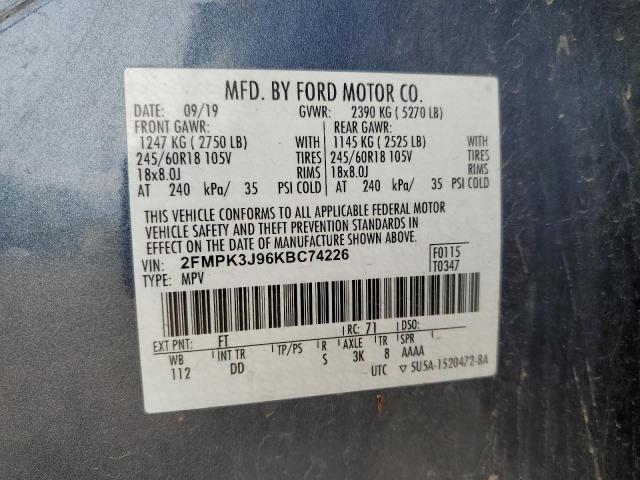 MFD. BY FORD MOTOR CO.
DATE: 09/19 GVWR: 2390 KG ( 5270 LB)
FRONT GAWR: REAR GAWR:
1247 KG ( 2750 LB) WITH 1145 KG ( 2525 LB) WITH
245/60R18 105V TIRES 245/60R18 105V TIRES
18x8.0J RIMS 18x8.0J RIMS
AT 240 kPa/ 35 PSI COLD AT 240 kPa/ 35 PSI COLD
THIS VEHICLE CONFORMS TO ALL APPLICABLE FEDERAL MOTOR
VEHICLE SAFETY AND THEFT PREVENTION STANDARDS IN
EFFECT ON THE DATE OF MANUFACTURE SHOWN ABOVE.
VIN: 2FMPK3J96KBC74226 F0115
TYPE: MPV T0347
EXT PNT: FT RC: 71 DSO:
WB INT TR TP/PS R AXLE TR SPR
112 DD S 3K 8 AAAA
UTC ▽ 5U5A-1520472-BA